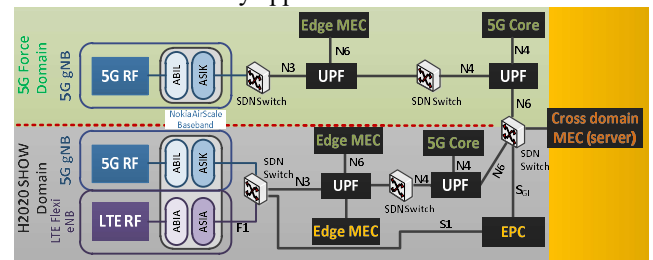 Edge MEC
5G Core
5G Force
Domain
5G gNB
5G RF
ABIL
ASIK
SDN Switch
N3
N6
UPF
SDN Switch
N4
UPF
N4
N6
Nokia AirScale
Baseband
Cross domain
MEC (server)
SDN
Switch
H2020 SHOW
Domain
5G gNB
5G RF
ABIL
ASIK
LTE Flexi
eNB
LTE RF
ABIA
ASIA
F1
SDN
Switch
N3
Edge MEC
N6
UPF
Edge MEC
N4
SDN Switch
5G Core
N4
UPF
N6
SGI
S1
EPC